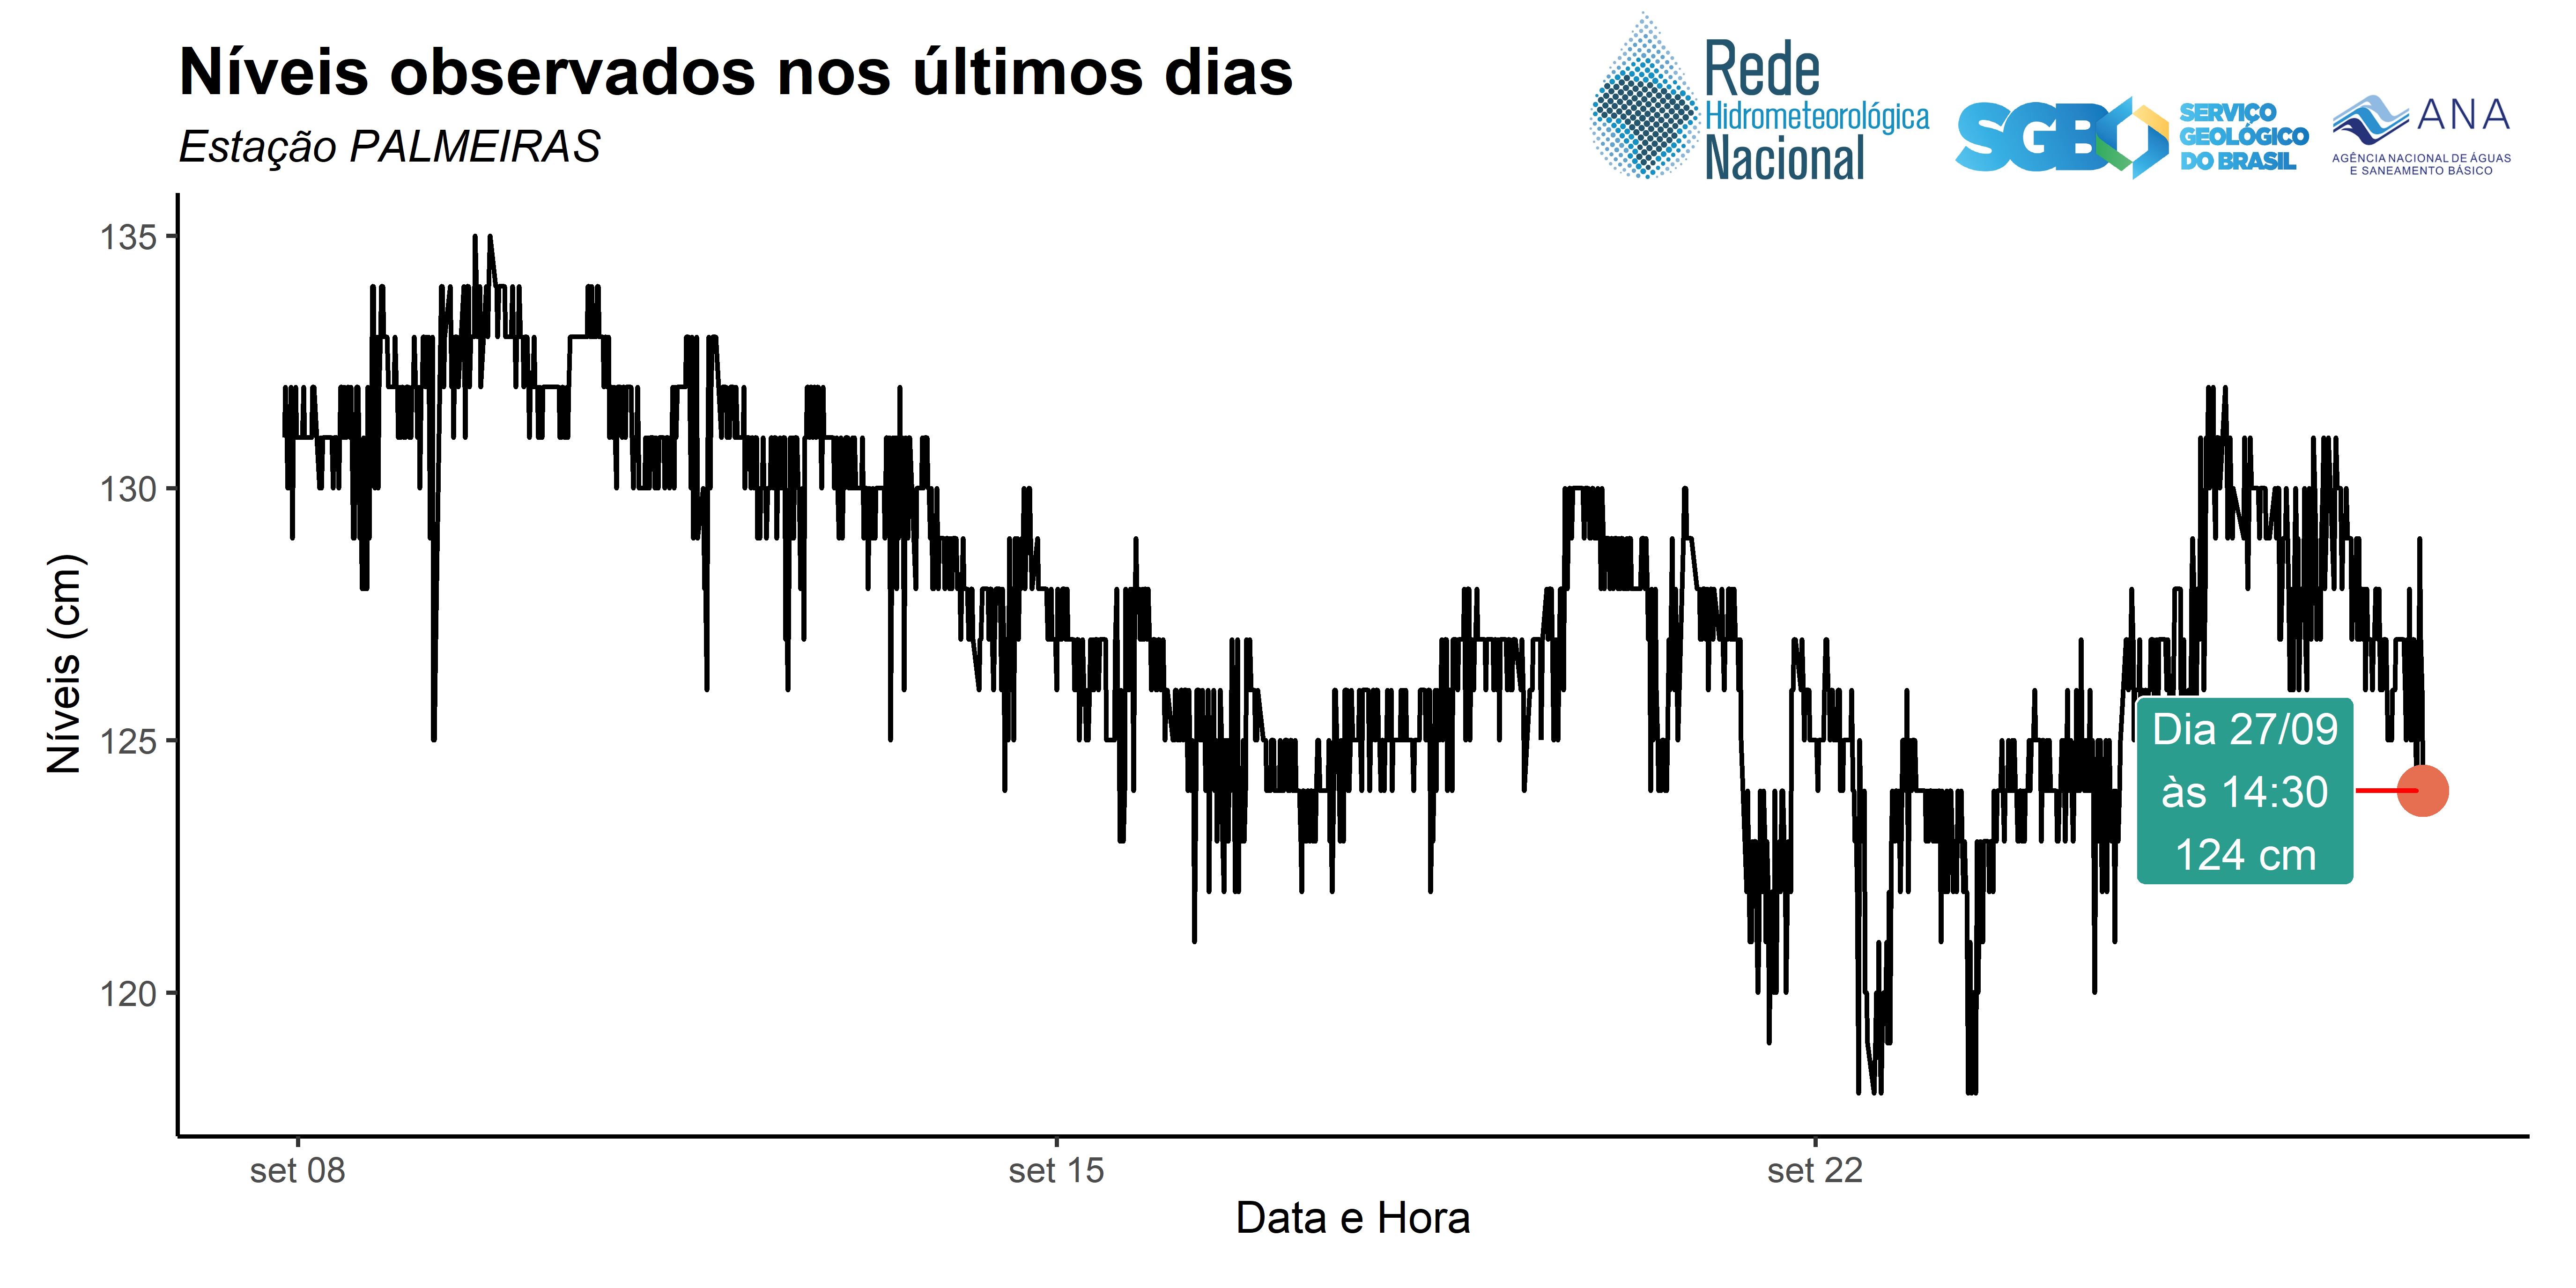 Níveis observados nos últimos dias
Estação PALMEIRAS
Rede
Hidrometeorológica
Nacional
SGB
SERVIÇO
GEOLÓGICO
DO BRASIL
ANA
AGÊNCIA NACIONAL DE ÁGUAS
E SANEAMENTO BÁSICO
Níveis (cm)
135
130
125
120
Dia 27/09
às 14:30
124 cm
set 08
set 15
set 22
Data e Hora